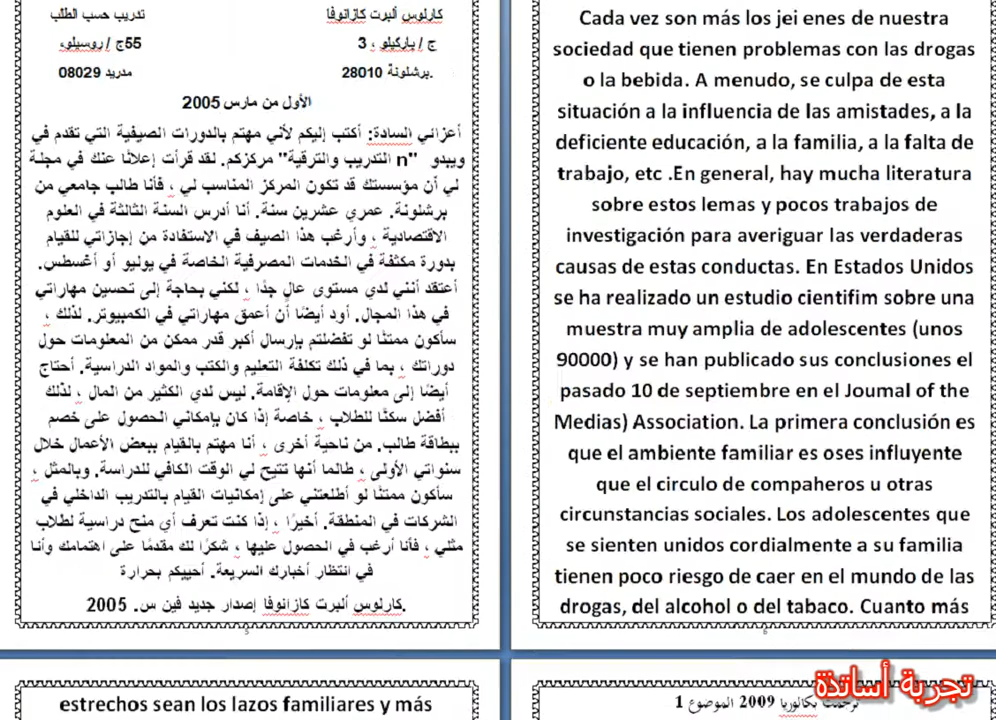 كارلوس ألبرت كازانوفا
تدريب حسب الطلب
ج / باركيلو ، 3
55ج / روسيلو،
.برشلونة 28010
مدريد 08029
الأول من مارس 2005
أعزائي السادة: أكتب إليكم لأني مهتم بالدورات الصيفية التي تقدم في
مركزكم. لقد قرأت إعلانًا عنك في مجلة "التدريب والترقية n" ويبدو
لي أن مؤسستك قد تكون المركز المناسب لي ، فأنا طالب جامعي من
برشلونة. عمري عشرين سنة. أنا أدرس السنة الثالثة في العلوم
الاقتصادية ، وأرغب هذا الصيف في الاستفادة من إجازاتي للقيام
بدورة مكثفة في الخدمات المصرفية الخاصة في يوليو أو أغسطس.
أعتقد أنني لدي مستوى عالٍ جدًا ، لكني بحاجة إلى تحسين مهاراتي
في هذا المجال. أود أيضًا أن أعمق مهاراتي في الكمبيوتر. لذلك ،
سأكون ممتنًا لو تفضلتم بإرسال أكبر قدر ممكن من المعلومات حول
دوراتك ، بما في ذلك تكلفة التعليم والكتب والمواد الدراسية. أحتاج
أيضًا إلى معلومات حول الإقامة. ليس لدي الكثير من المال ، لذلك
أفضل سكنًا للطلاب ، خاصة إذا كان بإمكاني الحصول على خصم
ببطاقة طالب. من ناحية أخرى ، أنا مهتم بالقيام ببعض الأعمال خلال
سنواتي الأولى ، طالما أنها تتيح لي الوقت الكافي للدراسة. وبالمثل ،
سأكون ممتنًا لو أطلعتني على إمكانيات القيام بالتدريب الداخلي في
الشركات في المنطقة. أخيرًا ، إذا كنت تعرف أي منح دراسية لطلاب
مثلي ، فأنا أرغب في الحصول عليها ، شكرًا لك مقدمًا على اهتمامك وأنا
في انتظار أخبارك السريعة. أحييكم بحرارة
.كارلوس ألبرت كازانوفا إصدار جديد فين س. 2005
5
Cada vez son más los jei enes de nuestra
sociedad que tienen problemas con las drogas
o la bebida. A menudo, se culpa de esta
situación a la influencia de las amistades, a la
deficiente educación, a la familia, a la falta de
trabajo, etc .En general, hay mucha literatura
sobre estos lemas y pocos trabajos de
investigación para averiguar las verdaderas
causas de estas conductas. En Estados Unidos
se ha realizado un estudio cientifim sobre una
muestra muy amplia de adolescentes (unos
90000) y se han publicado sus conclusiones el
pasado 10 de septiembre en el Joumal of the
Medias) Association. La primera conclusión es
que el ambiente familiar es oses influyente
que el circulo de compaheros u otras
circunstancias sociales. Los adolescentes que
se sienten unidos cordialmente a su familia
tienen poco riesgo de caer en el mundo de las
drogas, del alcohol o del tabaco. Cuanto más
6
estrechos sean los lazos familiares y más
ترجمة بكالوريا 2009 الموضوع 1
تجربة أساتذة